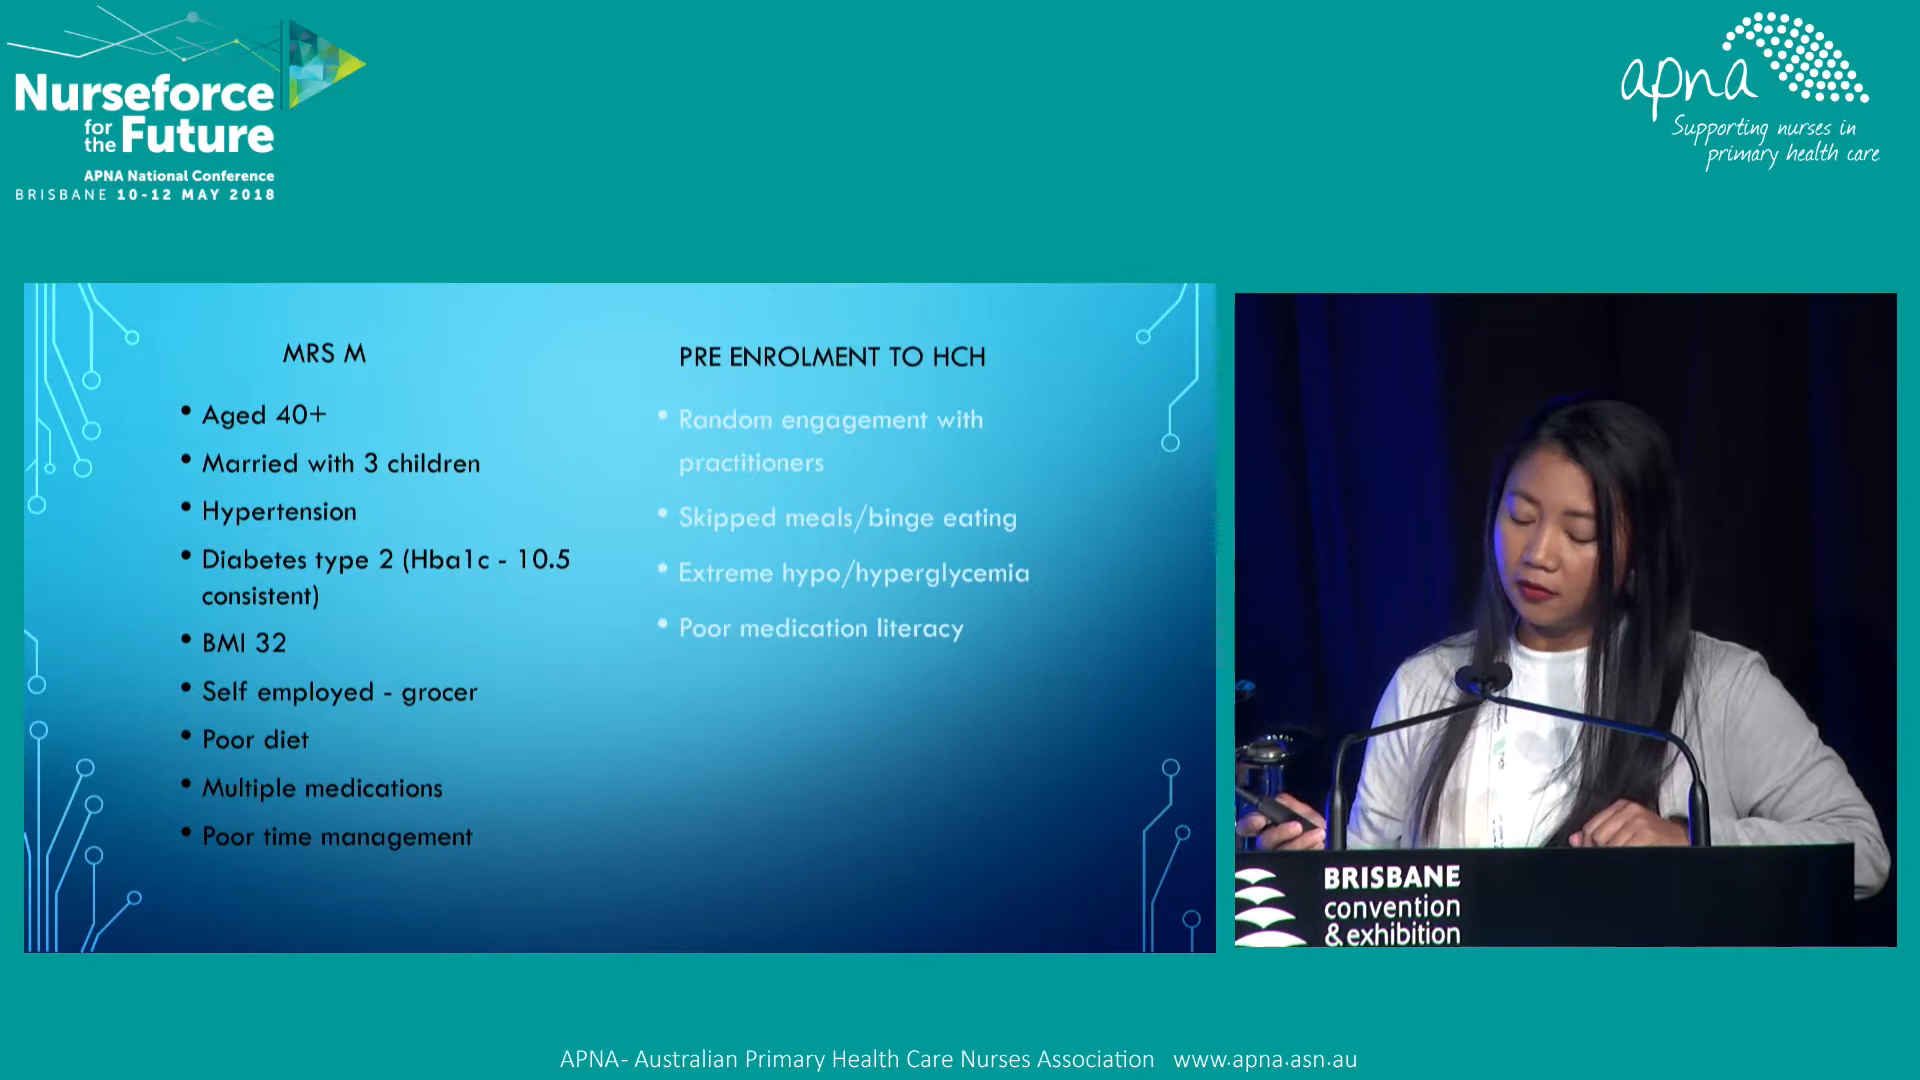 Nurseforce
for
the Future
APNA National Conference
BRISBANE 10-12 MAY 2018
apna
Supporting nurses in
primary health care
MRS M
• Aged 40+
• Married with 3 children
• Hypertension
• Diabetes type 2 (Hba1c - 10.5
consistent)
• BMI 32
• Self employed - grocer
• Poor diet
• Multiple medications
• Poor time management
PRE ENROLMENT TO HCH
• Random engagement with
practitioners
• Skipped meals/binge eating
• Extreme hypo/hyperglycemia
• Poor medication literacy
BRISBANE
convention
& exhibition
APNA- Australian Primary Health Care Nurses Association www.apna.asn.au